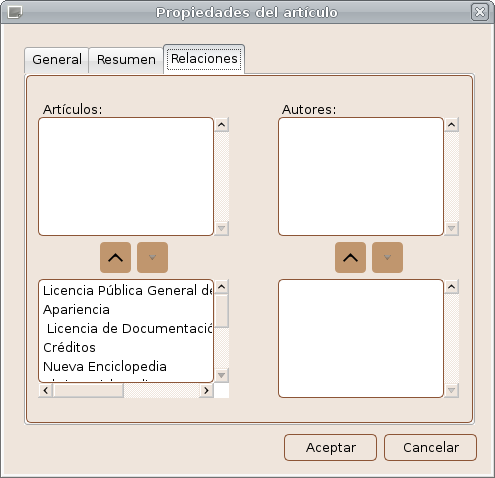 Propiedades del artículo
General Resumen Relaciones
Artículos: Autores:
Licencia Pública General de
Apariencia
Licencia de Documentació
Créditos
Nueva Enciclopedia
Aceptar Cancelar